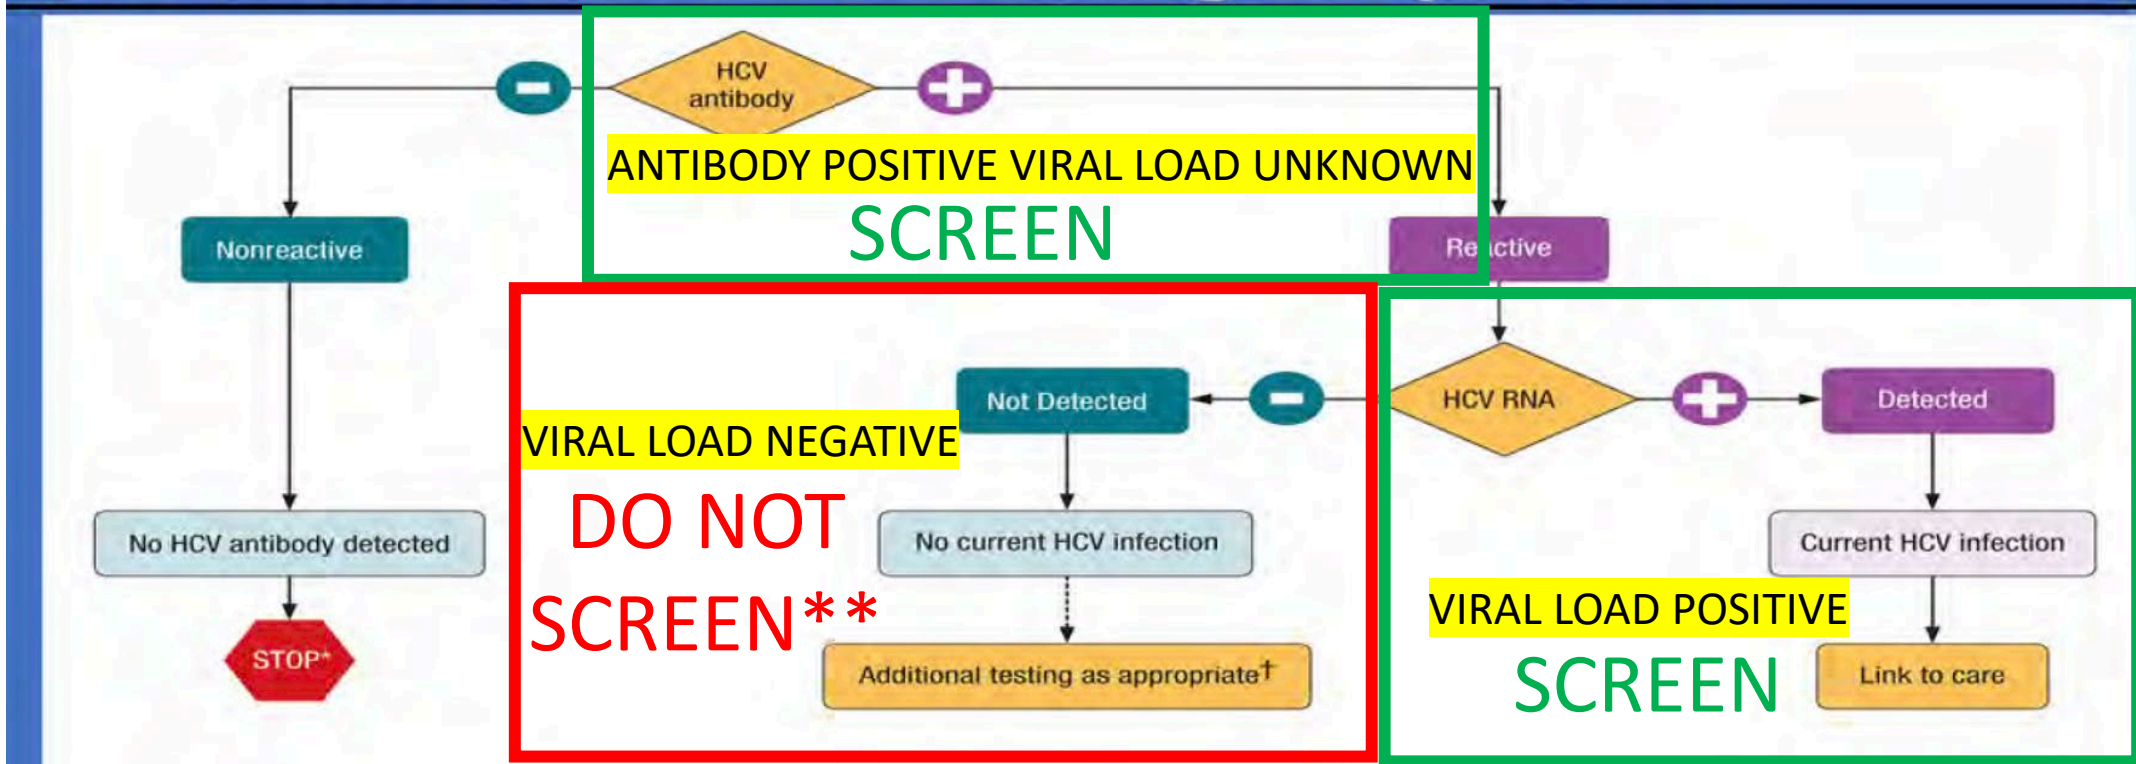 HCV
antibody
ANTIBODY POSITIVE VIRAL LOAD UNKNOWN
SCREEN
Nonreactive
Reactive
Not Detected
HCV RNA
Detected
VIRAL LOAD NEGATIVE
DO NOT
SCREEN**
No HCV antibody detected
No current HCV infection
Current HCV infection
VIRAL LOAD POSITIVE
SCREEN
STOP*
Additional testing as appropriate†
Link to care